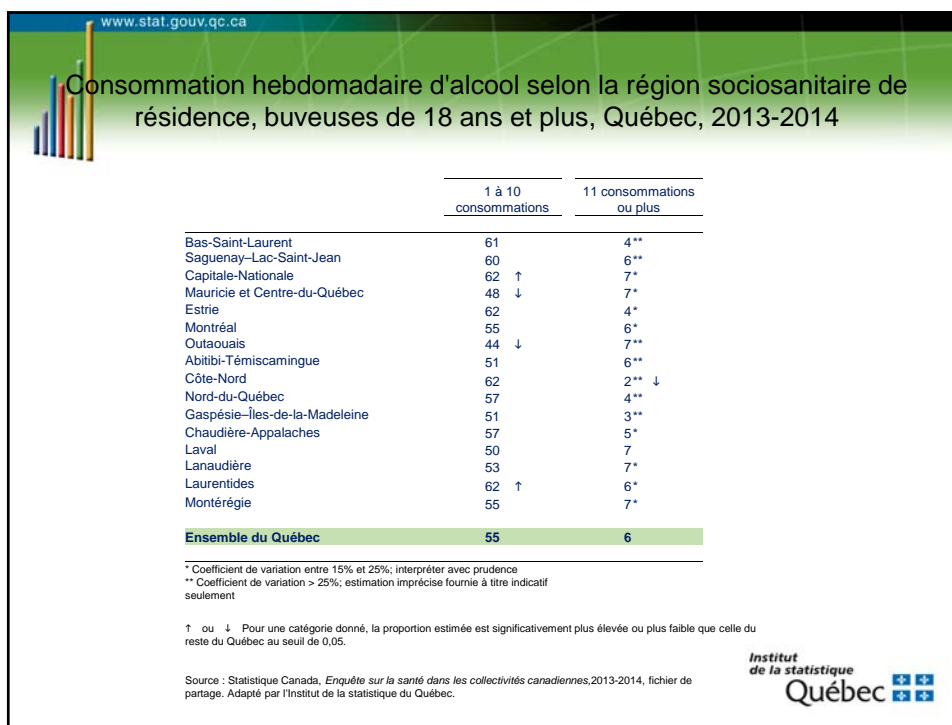 www.stat.gouv.qc.ca
Consommation hebdomadaire d'alcool selon la région sociosanitaire de
résidence, buveuses de 18 ans et plus, Québec, 2013-2014
1 à 10 11 consommations
consommations ou plus
Bas-Saint-Laurent 61 4**
Saguenay–Lac-Saint-Jean 60 6**
Capitale-Nationale 62 ↑ 7*
Mauricie et Centre-du-Québec 48 ↓ 7*
Estrie 62 4*
Montréal 55 6*
Outaouais 44 ↓ 7**
Abitibi-Témiscamingue 51 6**
Côte-Nord 62 2** ↓
Nord-du-Québec 57 4**
Gaspésie–Îles-de-la-Madeleine 51 3**
Chaudière-Appalaches 57 5*
Laval 50 7
Lanaudière 53 7*
Laurentides 62 ↑ 6*
Montérégie 55 7*
Ensemble du Québec 55 6
* Coefficient de variation entre 15% et 25%; interpréter avec prudence
** Coefficient de variation > 25%; estimation imprécise fournie à titre indicatif
seulement
↑ ou ↓ Pour une catégorie donné, la proportion estimée est significativement plus élevée ou plus faible que celle du
reste du Québec au seuil de 0,05.
Source : Statistique Canada, Enquête sur la santé dans les collectivités canadiennes,2013-2014, fichier de
partage. Adapté par l'Institut de la statistique du Québec.
Institut
de la statistique
Québec